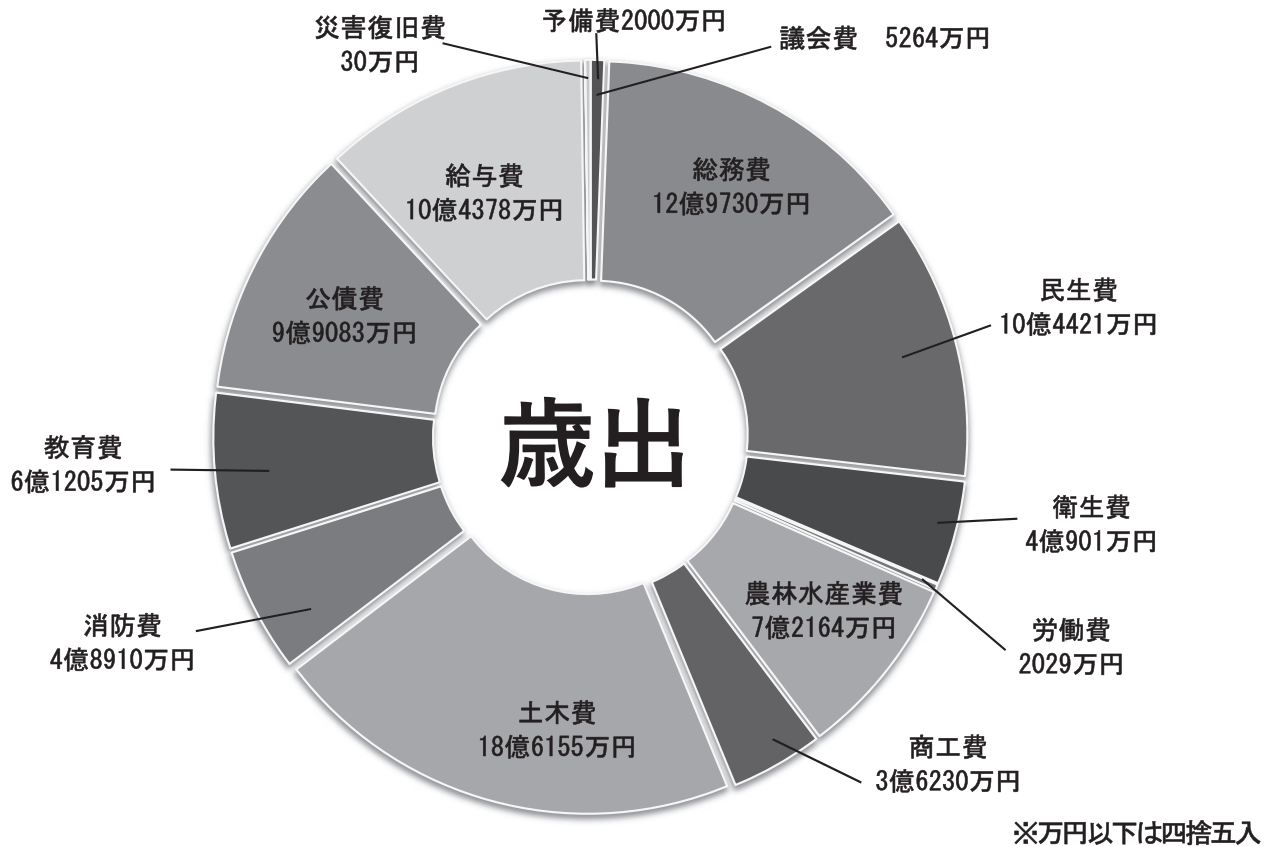 災害復旧費
30万円
予備費2000万円
議会費 5264万円
総務費
12億9730万円
民生費
10億4421万円
衛生費
4億901万円
労働費
2029万円
農林水産業費
7億2164万円
商工費
3億6230万円
土木費
18億6155万円
消防費
4億8910万円
教育費
6億1205万円
公債費
9億9083万円
給与費
10億4378万円
歳出
※万円以下は四捨五入